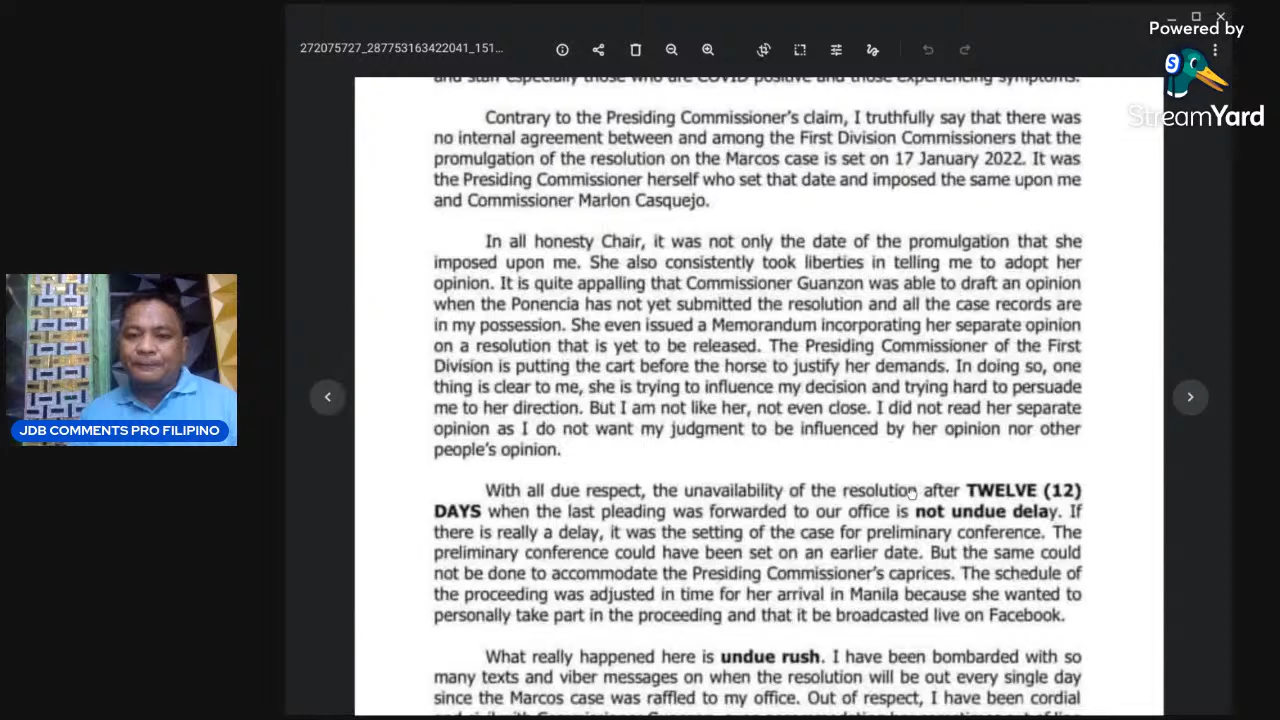 Powered by
StreamYard
272075727_287753163422041_151...
and staff especially those who are COVID positive and those experiencing symptoms.
Contrary to the Presiding Commissioner's claim, I truthfully say that there was
no internal agreement between and among the First Division Commissioners that the
promulgation of the resolution on the Marcos case is set on 17 January 2022. It was
the Presiding Commissioner herself who set that date and imposed the same upon me
and Commissioner Marlon Casquejo.
In all honesty Chair, it was not only the date of the promulgation that she
imposed upon me. She also consistently took liberties in telling me to adopt her
opinion. It is quite appalling that Commissioner Guanzon was able to draft an opinion
when the Ponencia has not yet submitted the resolution and all the case records are
in my possession. She even issued a Memorandum incorporating her separate opinion
on a resolution that is yet to be released. The Presiding Commissioner of the First
Division is putting the cart before the horse to justify her demands. In doing so, one
thing is clear to me, she is trying to influence my decision and trying hard to persuade
me to her direction. But I am not like her, not even close. I did not read her separate
opinion as I do not want my judgment to be influenced by her opinion nor other
people's opinion.
With all due respect, the unavailability of the resolution after TWELVE (12)
DAYS when the last pleading was forwarded to our office is not undue delay. If
there is really a delay, it was the setting of the case for preliminary conference. The
preliminary conference could have been set on an earlier date. But the same could
not be done to accommodate the Presiding Commissioner's caprices. The schedule of
the proceeding was adjusted in time for her arrival in Manila because she wanted to
personally take part in the proceeding and that it be broadcasted live on Facebook.
What really happened here is undue rush. I have been bombarded with so
many texts and viber messages on when the resolution will be out every single day
since the Marcos case was raffled to my office. Out of respect, I have been cordial
JDB COMMENTS PRO FILIPINO